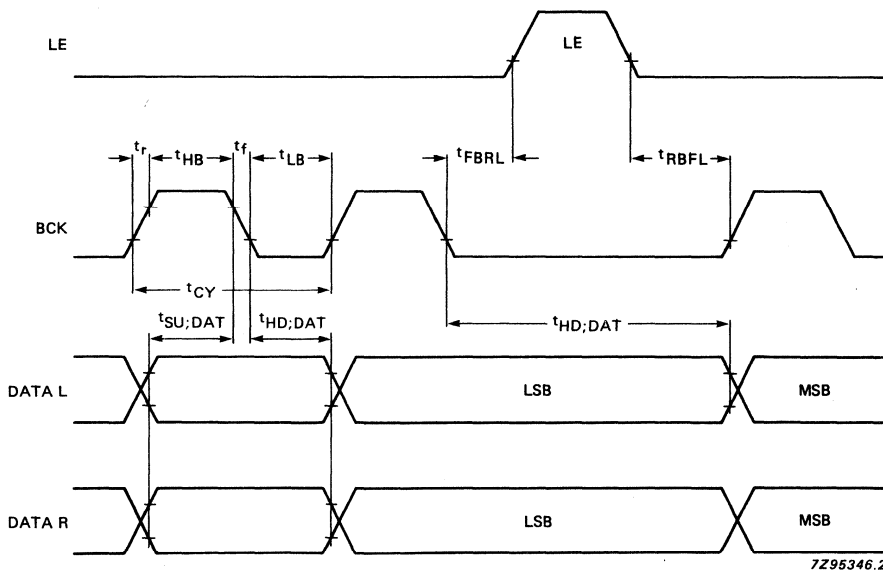 LE
LE
tr
tHB
tf
tLB
tFBRL
tRBFL
BCK
tCY
tSU;DAT
tHD;DAT
tHD;DAT
DATA L
LSB
MSB
DATA R
LSB
MSB
7Z95346.2